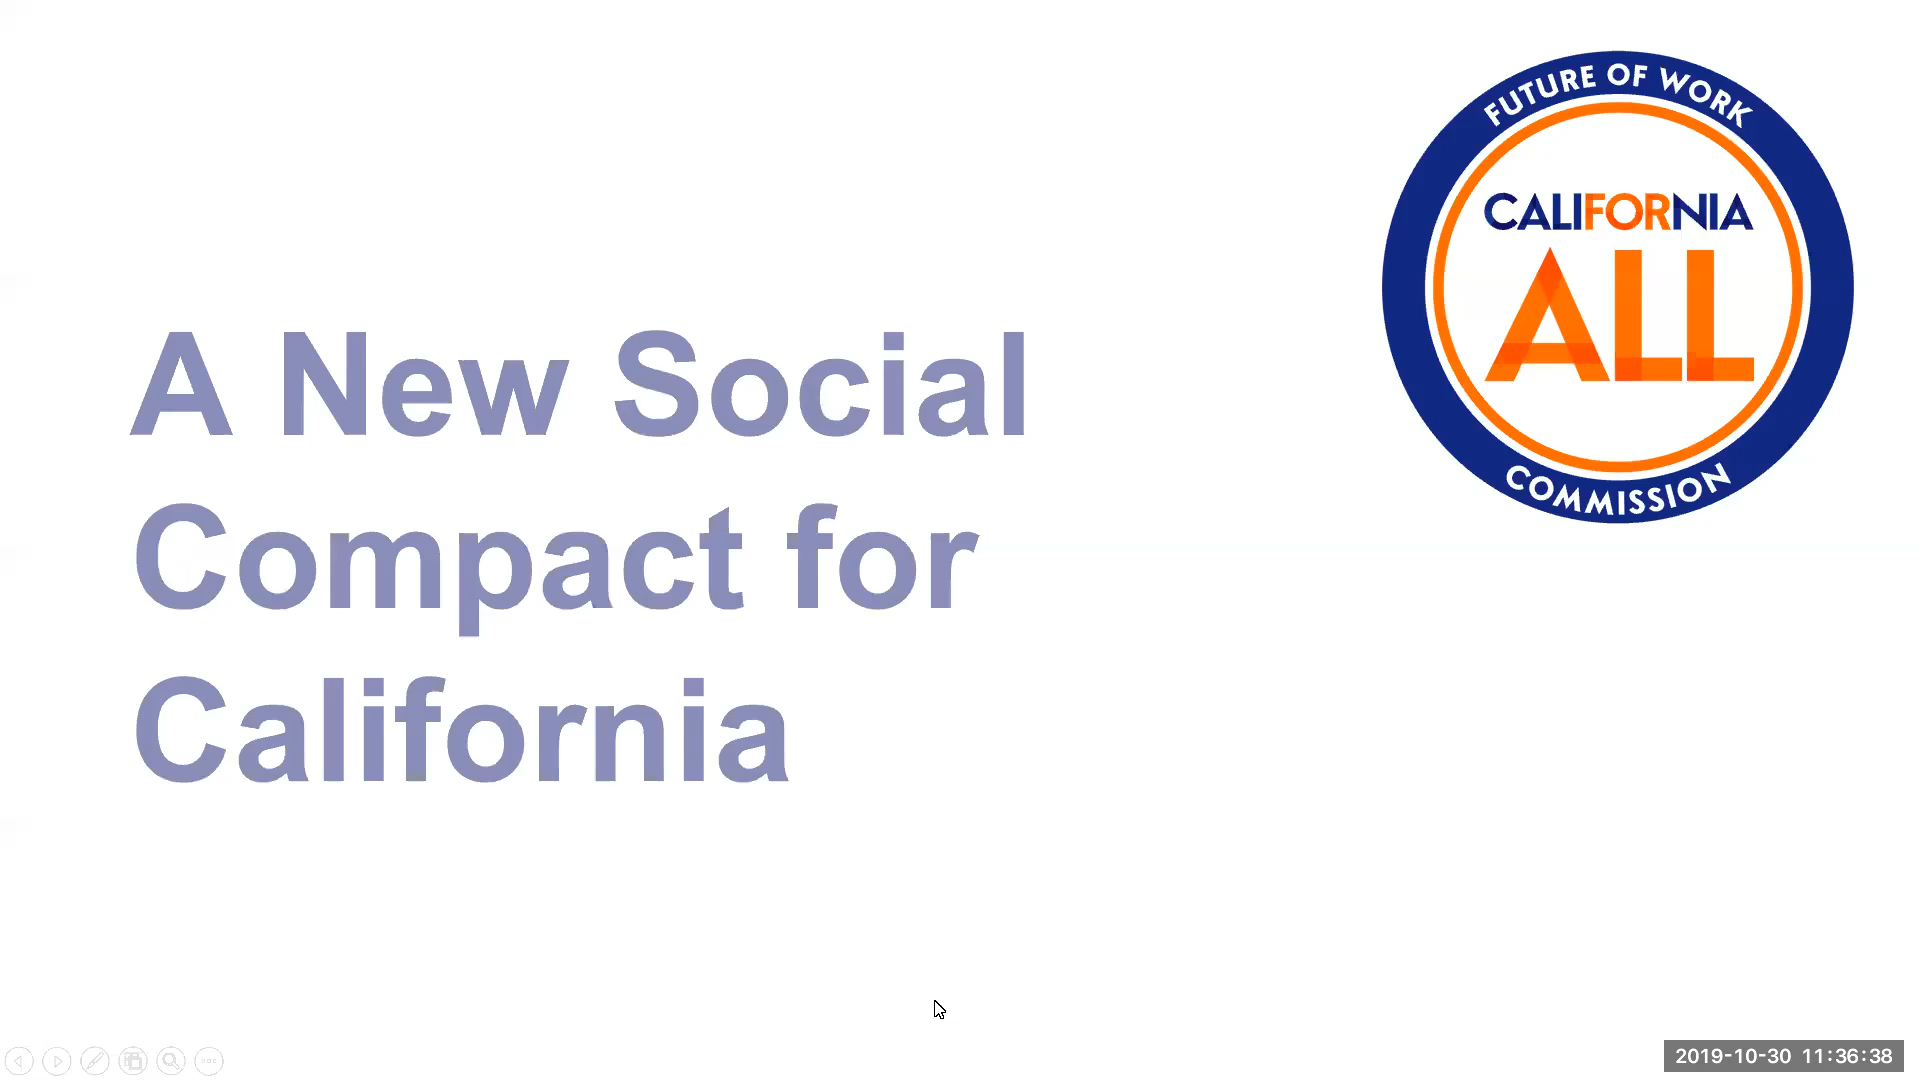 FUTURE OF WORK
CALIFORNIA
ALL
COMMISSION
A New Social
Compact for
California
2019-10-30 11:36:38